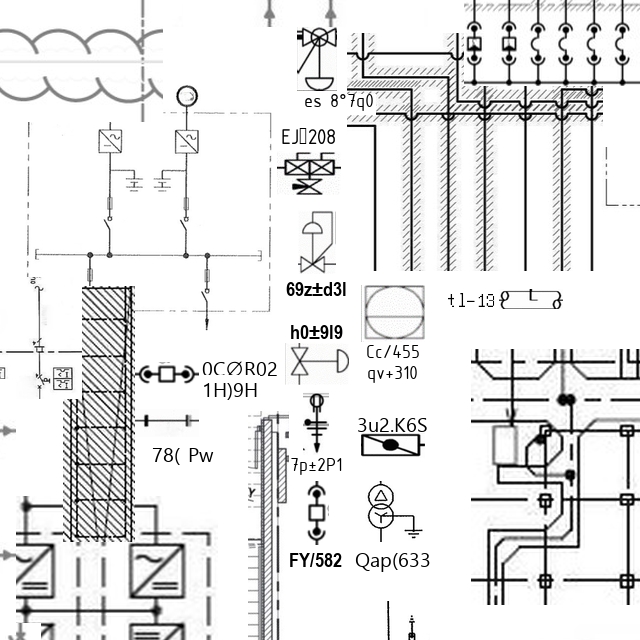 es 8°7q0
EJ▯208
69z±d3l
tl-13
h0±9l9
Cc/455
qv+310
0C∅R02
1H)9H
3u2.K6S
78( Pw
7p±2P1
FY/582
Qap(633